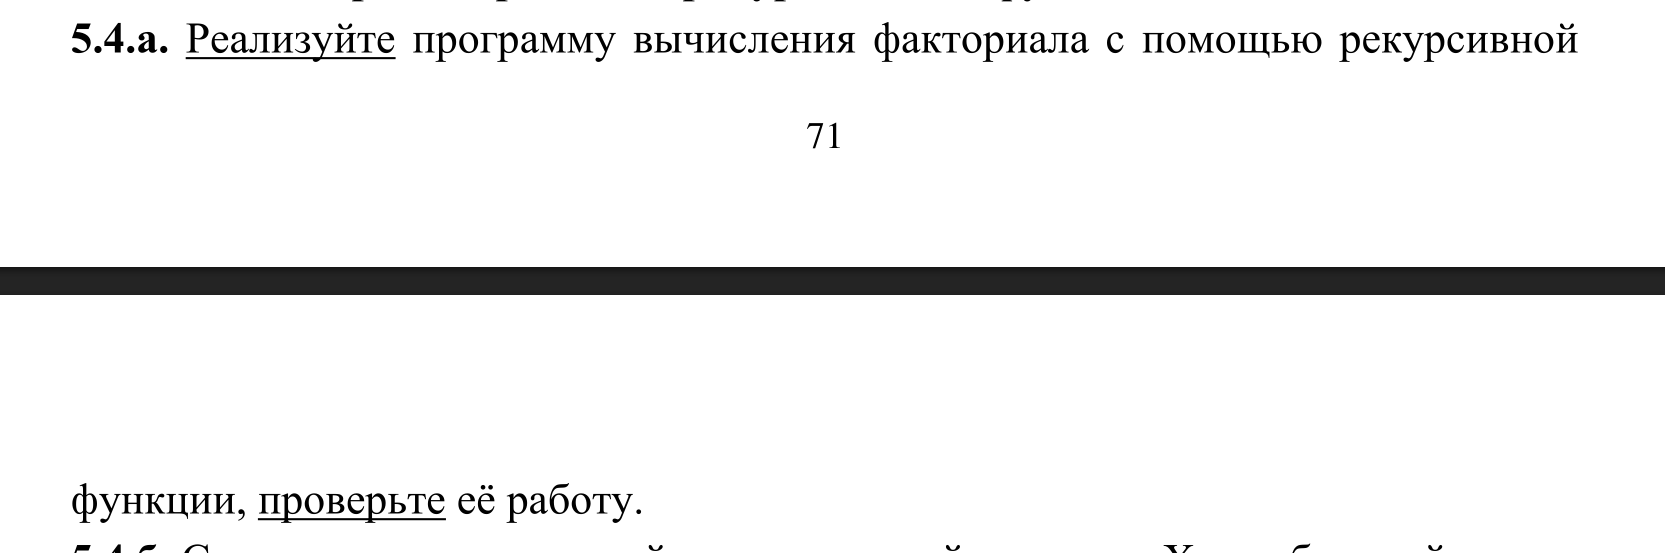 5.4.а. Реализуйте программу вычисления факториала с помощью рекурсивной
71
функции, проверьте её работу.